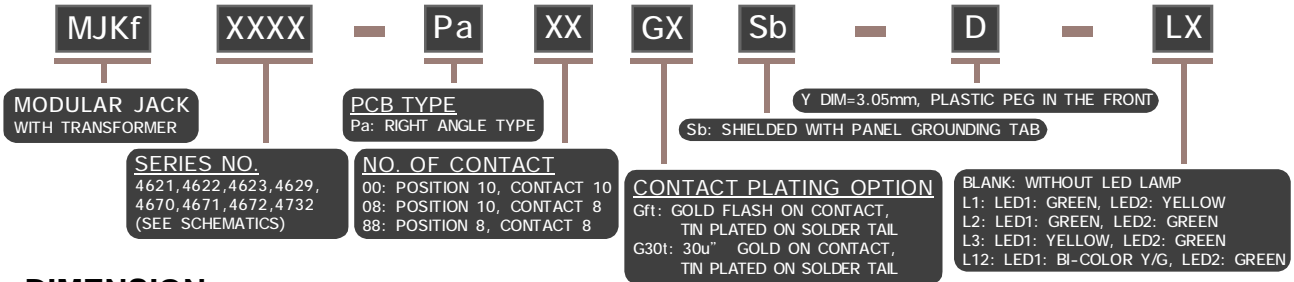 MJKf XXXX - Pa XX GX Sb - D - LX
MODULAR JACK
WITH TRANSFORMER
SERIES NO.
4621,4622,4623,4629,
4670,4671,4672,4732
(SEE SCHEMATICS)
PCB TYPE
Pa: RIGHT ANGLE TYPE
NO. OF CONTACT
00: POSITION 10, CONTACT 10
08: POSITION 10, CONTACT 8
88: POSITION 8, CONTACT 8
CONTACT PLATING OPTION
Gft: GOLD FLASH ON CONTACT,
TIN PLATED ON SOLDER TAIL
G30t: 30u" GOLD ON CONTACT,
TIN PLATED ON SOLDER TAIL
Sb: SHIELDED WITH PANEL GROUNDING TAB
Y DIM=3.05mm, PLASTIC PEG IN THE FRONT
BLANK: WITHOUT LED LAMP
L1: LED1: GREEN, LED2: YELLOW
L2: LED1: GREEN, LED2: GREEN
L3: LED1: YELLOW, LED2: GREEN
L12: LED1: BI-COLOR Y/G, LED2: GREEN